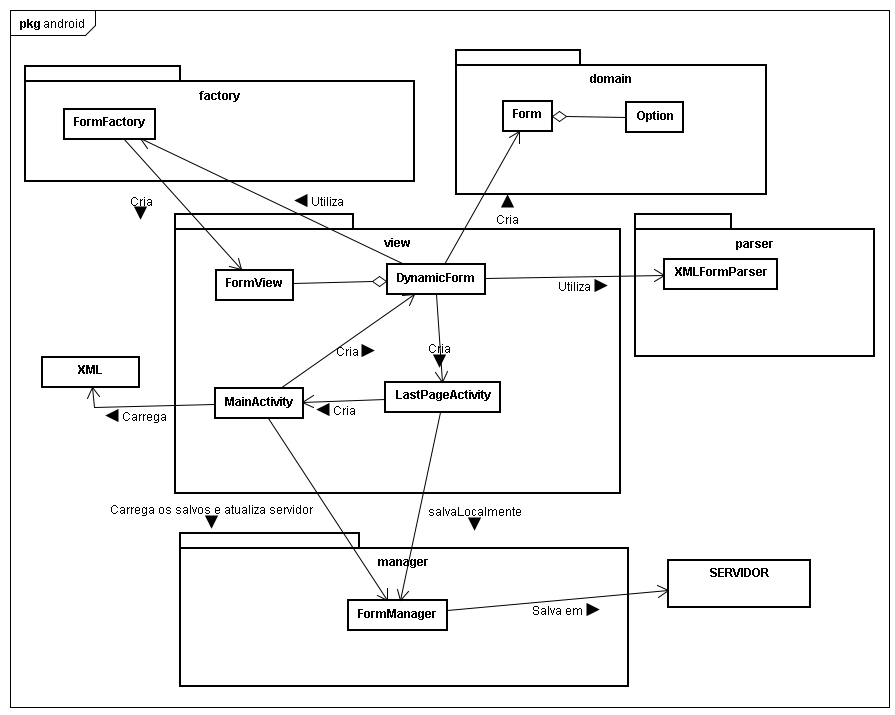 pkg android
factory
FormFactory
domain
Form
Option
Cria
Utiliza
Cria
view
FormView
DynamicForm
parser
XMLFormParser
Utiliza
Cria
Cria
XML
MainActivity
LastPageActivity
Carrega
Cria
Carrega os salvos e atualiza servidor
salvaLocalmente
manager
FormManager
Salva em
SERVIDOR